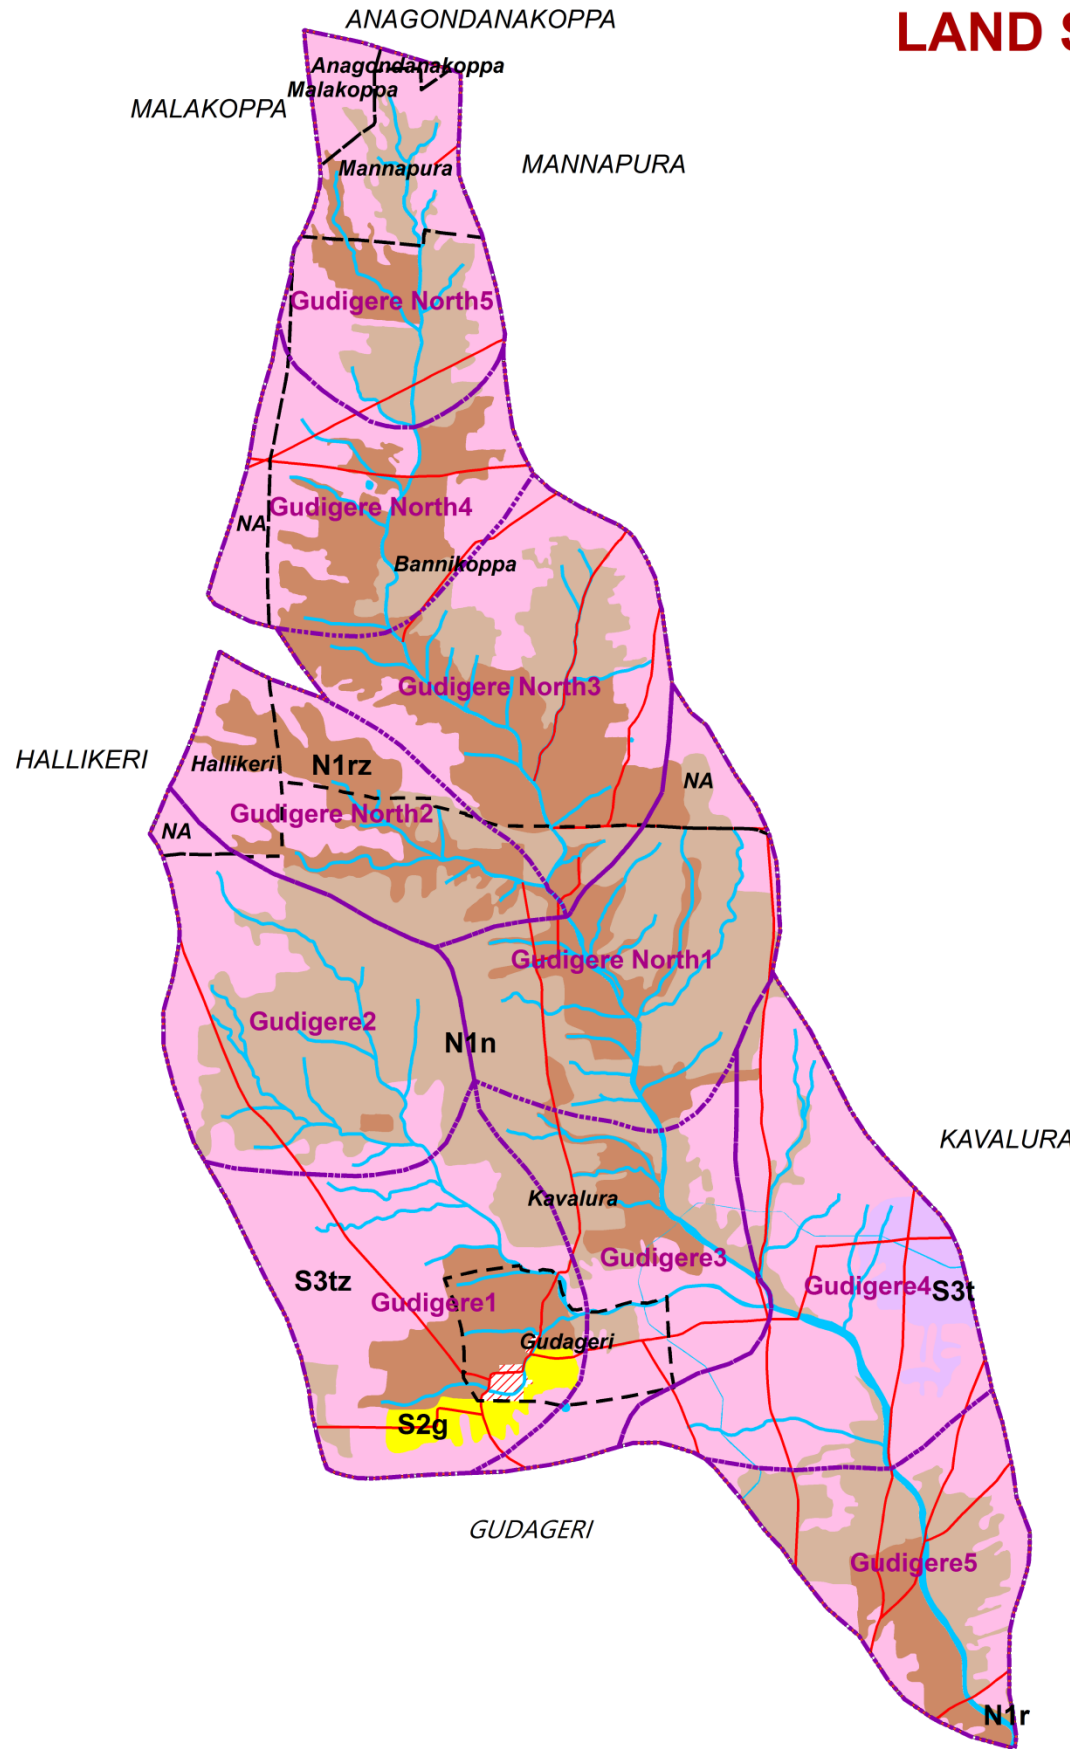 ANAGONDANAKOPPA
LAND S
Anagondanakoppa
Malakoppa
MALAKOPPA
Mannapura
MANNAPURA
Gudigere North5
Gudigere North4
NA
Bannikoppa
Gudigere North3
HALLIKERI
Hallikeri
N1rz
NA
Gudigere North2
NA
Gudigere North1
Gudigere2
N1n
KAVALURA
Kavalura
Gudigere3
S3tz
Gudigere4
S3t
Gudigere1
Gudageri
S2g
GUDAGERI
Gudigere5
N1r